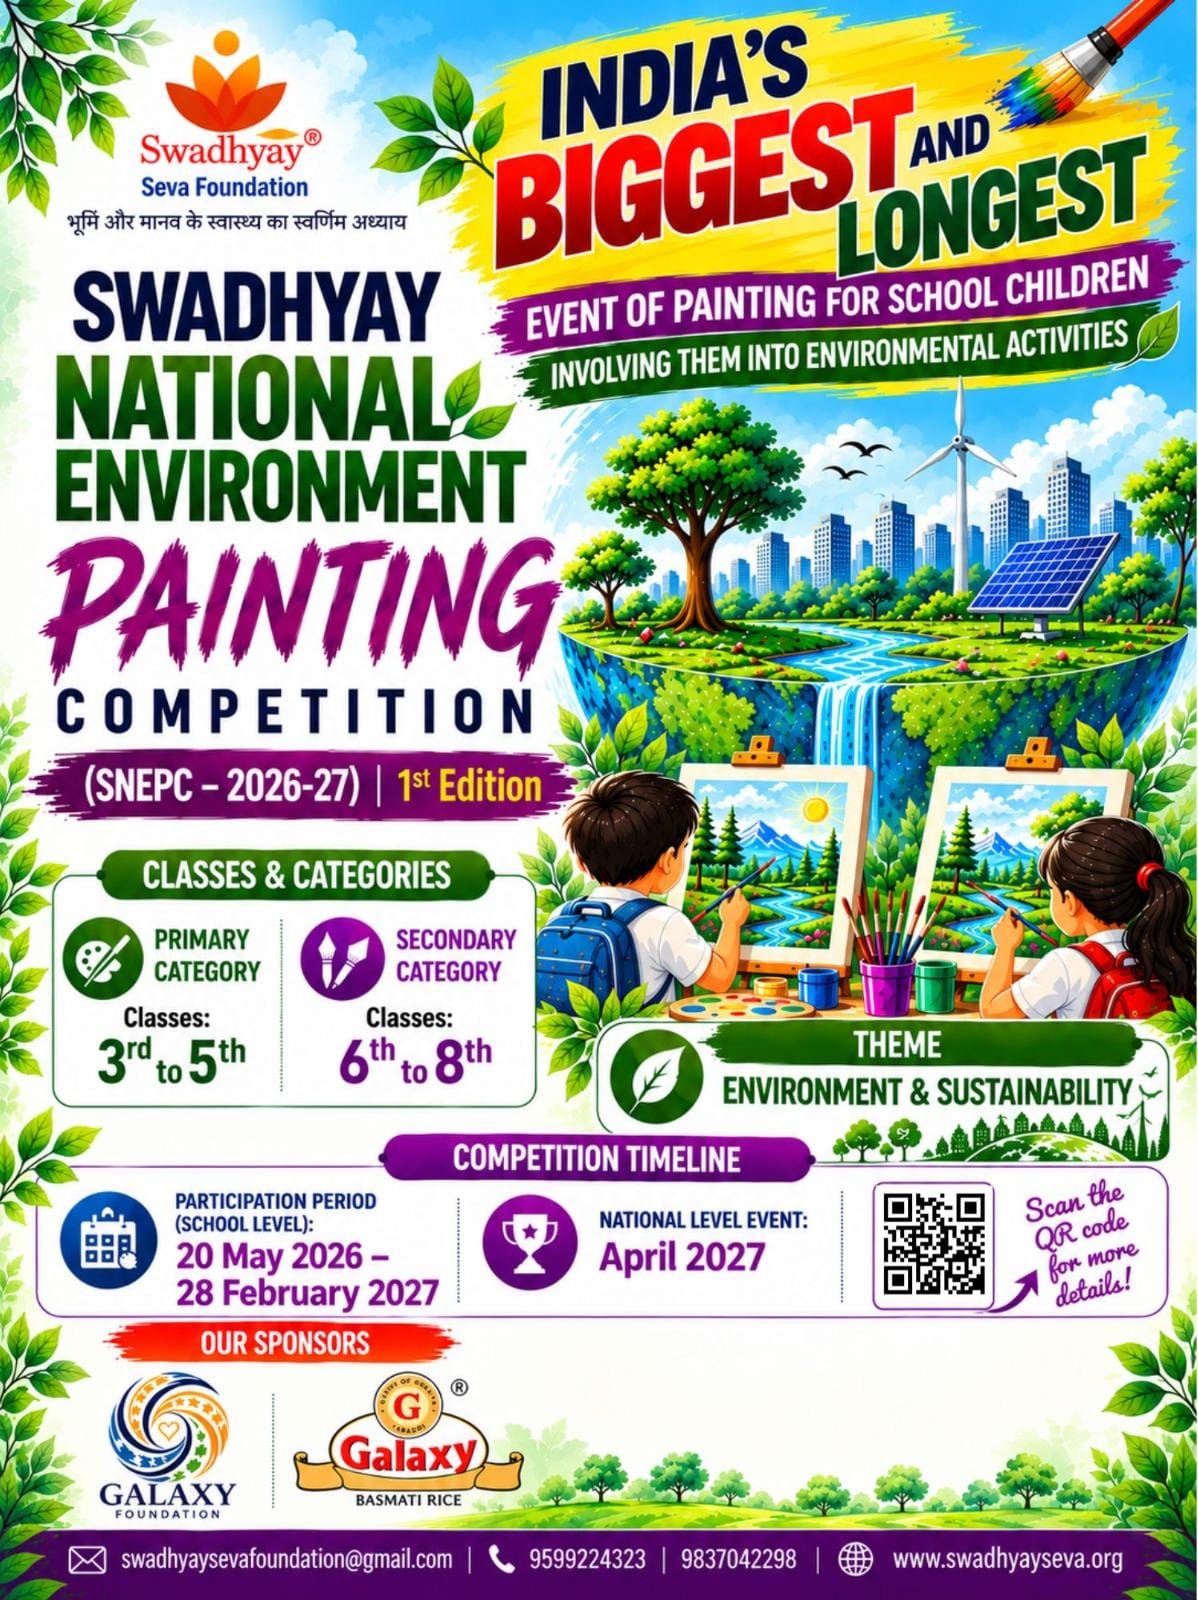 Swadhyay®
Seva Foundation
भूमि और मानव के स्वास्थ्य का स्वर्णिम अध्याय
INDIA'S
BIGGEST AND
LONGEST
EVENT OF PAINTING FOR SCHOOL CHILDREN
INVOLVING THEM INTO ENVIRONMENTAL ACTIVITIES
SWADHYAY
NATIONAL
ENVIRONMENT
PAINTING
COMPETITION
(SNEPC – 2026-27) | 1st Edition
CLASSES & CATEGORIES
PRIMARY
CATEGORY
Classes:
3rd to 5th
SECONDARY
CATEGORY
Classes:
6th to 8th
THEME
ENVIRONMENT & SUSTAINABILITY
COMPETITION TIMELINE
PARTICIPATION PERIOD
(SCHOOL LEVEL):
20 May 2026 –
28 February 2027
NATIONAL LEVEL EVENT:
April 2027
Scan the
QR code
for more
details!
OUR SPONSORS
GALAXY
FOUNDATION
G
®
Galaxy
BASMATI RICE
swadhyaysevafoundation@gmail.com | 9599224323 | 9837042298 | www.swadhyayseva.org